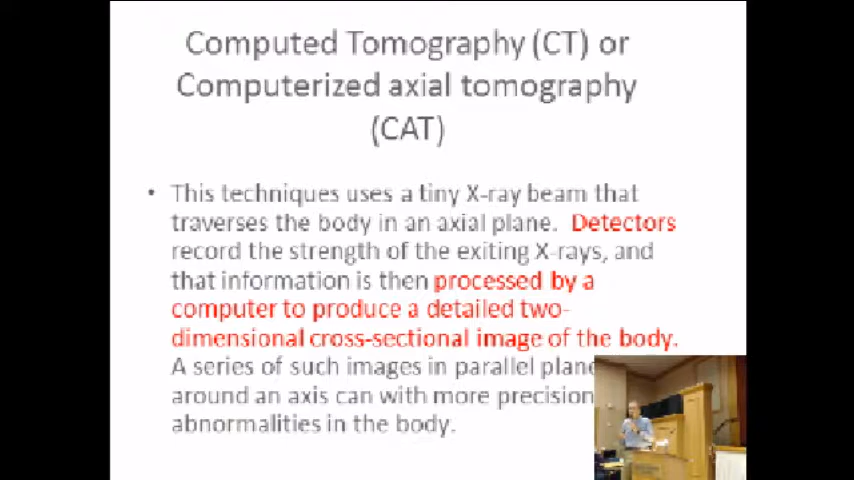 Computed Tomography (CT) or
Computerized axial tomography
(CAT)
• This techniques uses a tiny X-ray beam that
traverses the body in an axial plane. Detectors
record the strength of the exiting X-rays, and
that information is then processed by a
computer to produce a detailed two-
dimensional cross-sectional image of the body.
A series of such images in parallel plane
around an axis can with more precision
abnormalities in the body.